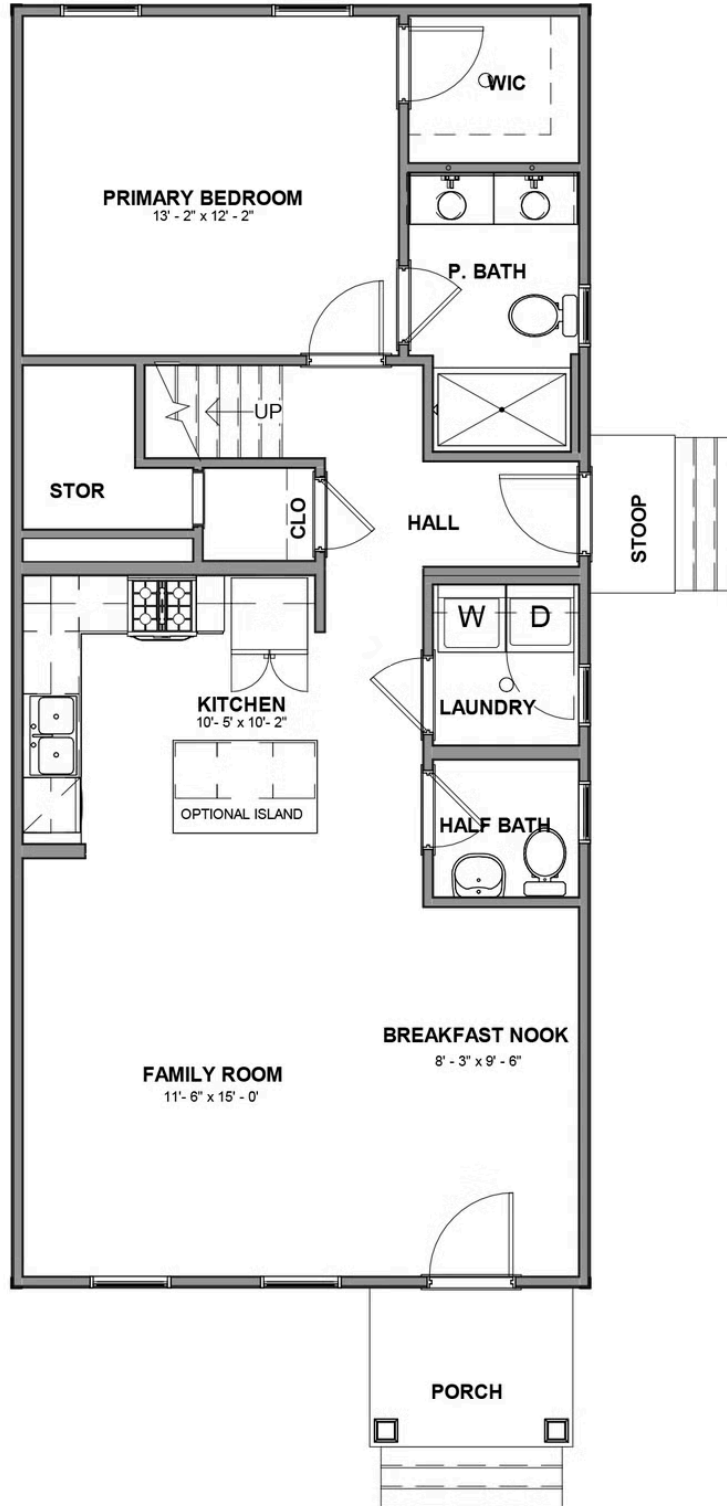 WIC
PRIMARY BEDROOM
13' - 2" x 12' - 2"
P. BATH
UP
STOR
CLO
HALL
STOOP
W
D
KITCHEN
10'- 5' x 10'- 2"
LAUNDRY
OPTIONAL ISLAND
HALF BATH
BREAKFAST NOOK
8' - 3" x 9' - 6"
FAMILY ROOM
11'- 6" x 15' - 0'
PORCH